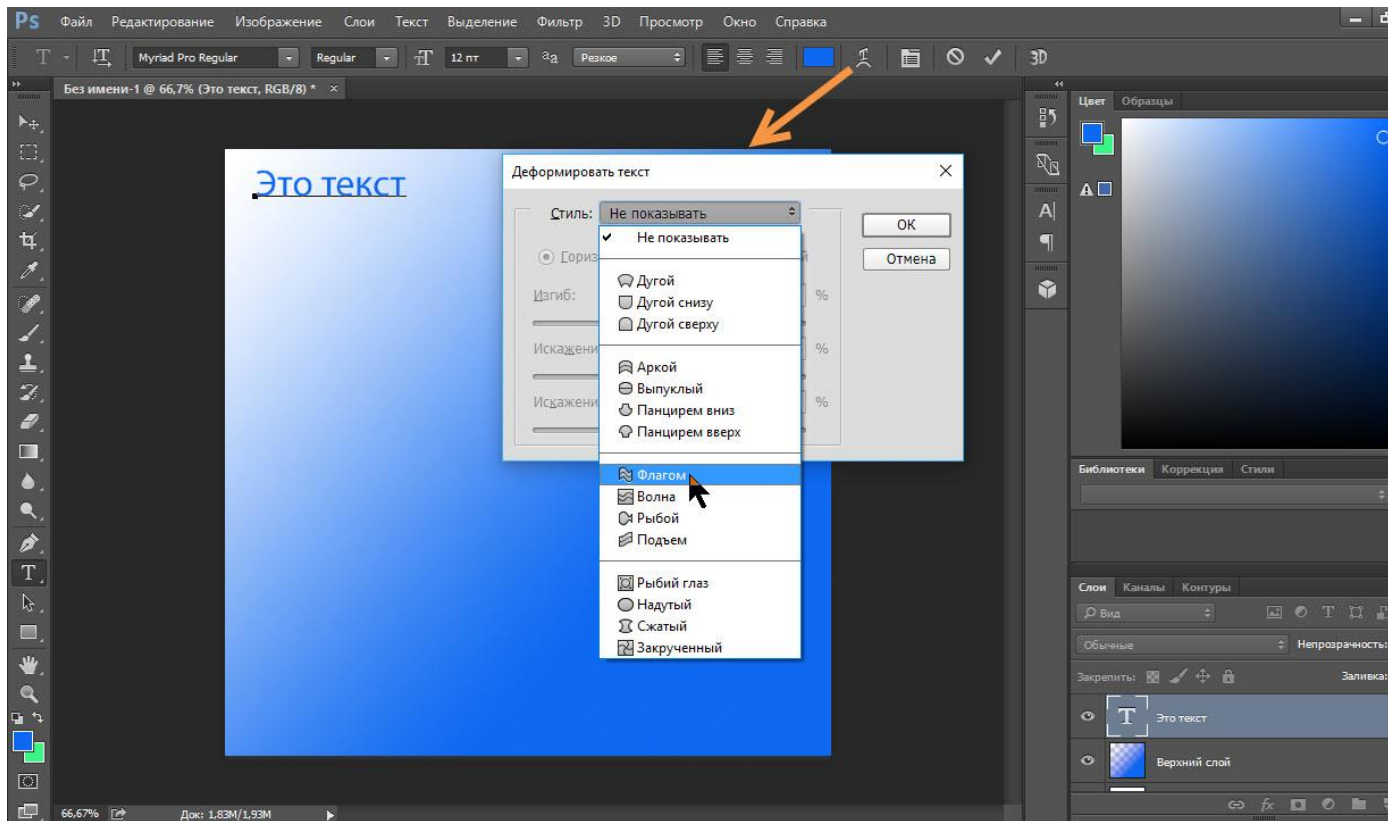 Ps Файл Редактирование Изображение Слои Текст Выделение Фильтр 3D Просмотр Окно Справка
T Myriad Pro Regular Regular 12 пт aа Резкое 3D
Без имени-1 @ 66,7% (Это текст, RGB/8) * ×
Цвет Образцы
Это текст
Деформировать текст
Стиль: Не показывать
ОК
Не показывать
Отмена
Дугой
Изгиб: %
Дугой снизу
Дугой сверху
%
Аркой
Выпуклый
%
Панцирем вниз
Панцирем вверх
Флагом
Библиотеки Коррекция Стили
Волна
Рыбой
Подъем
Рыбий глаз
Слои Каналы Контуры
Надутый
Вид
Сжатый
Обычные Непрозрачность:
Закрученный
Закрепить: Заливка:
T Это текст
Верхний слой
66,67% Док: 1,83M/1,93M
fx